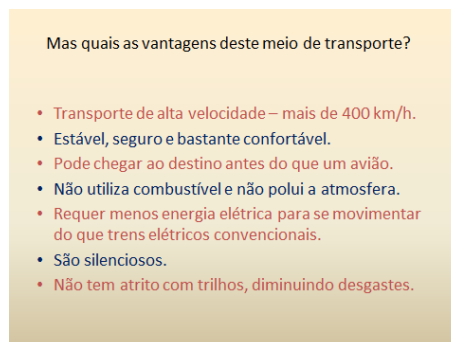 Mas quais as vantagens deste meio de transporte?
• Transporte de alta velocidade – mais de 400 km/h.
• Estável, seguro e bastante confortável.
• Pode chegar ao destino antes do que um avião.
• Não utiliza combustível e não polui a atmosfera.
• Requer menos energia elétrica para se movimentar
do que trens elétricos convencionais.
• São silenciosos.
• Não tem atrito com trilhos, diminuindo desgastes.